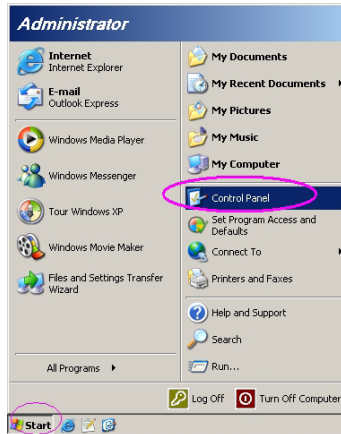 Administrator
Internet
Internet Explorer
E-mail
Outlook Express
Windows Media Player
Windows Messenger
Tour Windows XP
Windows Movie Maker
Files and Settings Transfer
Wizard
All Programs
My Documents
My Recent Documents
My Pictures
My Music
My Computer
Control Panel
Set Program Access and
Defaults
Connect To
Printers and Faxes
Help and Support
Search
Run...
Log Off
Turn Off Computer
Start